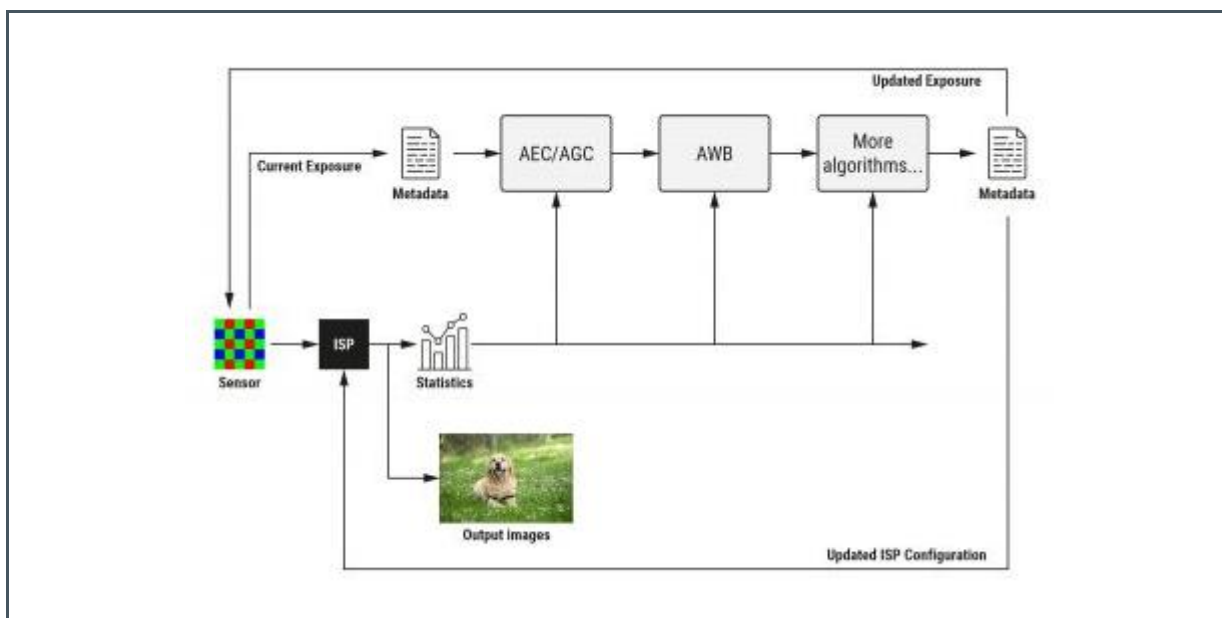 Updated Exposure
Current Exposure
Metadata
AEC/AGC
AWB
More
algorithms...
Metadata
Sensor
ISP
Statistics
Output images
Updated ISP Configuration